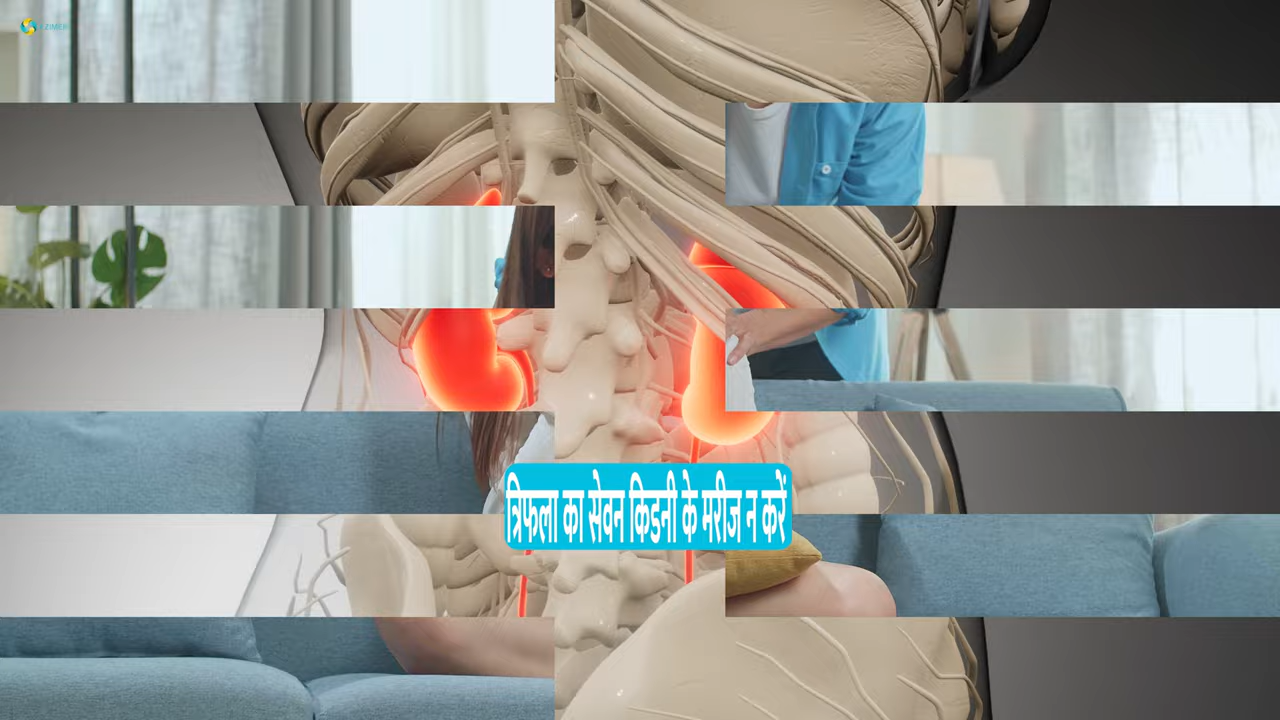 त्रिफला का सेवन किडनी के मरीज न करें